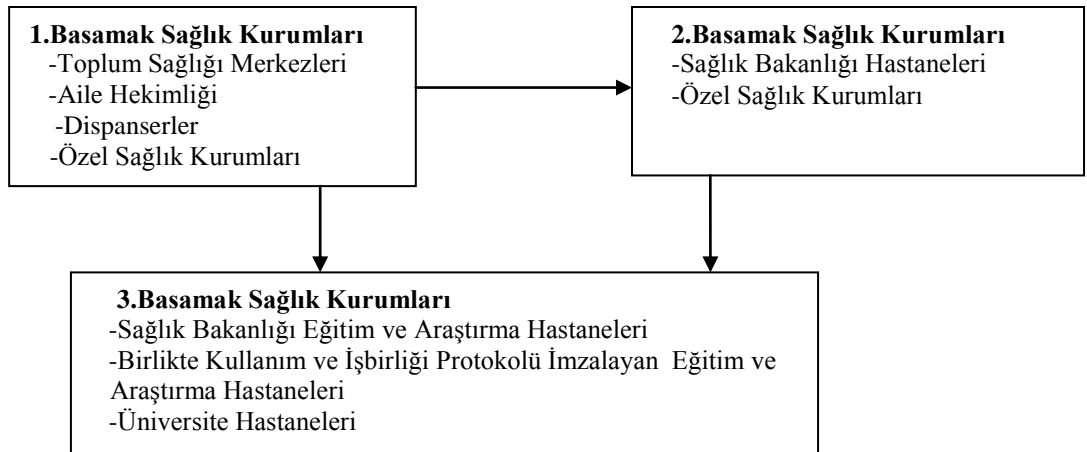 1.Basamak Sağlık Kurumları
-Toplum Sağlığı Merkezleri
-Aile Hekimliği
-Dispanserler
-Özel Sağlık Kurumları
2.Basamak Sağlık Kurumları
-Sağlık Bakanlığı Hastaneleri
-Özel Sağlık Kurumları
3.Basamak Sağlık Kurumları
-Sağlık Bakanlığı Eğitim ve Araştırma Hastaneleri
-Birlikte Kullanım ve İşbirliği Protokolü İmzalayan Eğitim ve
Araştırma Hastaneleri
-Üniversite Hastaneleri